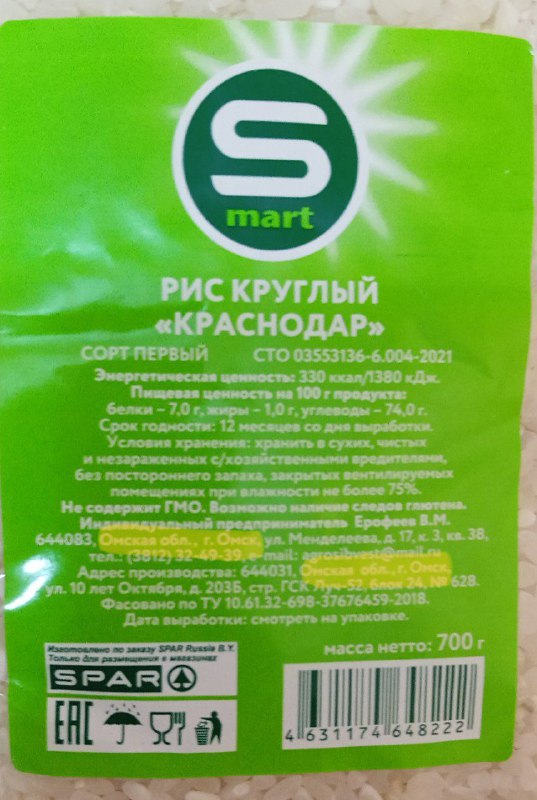 S
mart
РИС КРУГЛЫЙ
«КРАСНОДАР»
СОРТ ПЕРВЫЙ СТО 03553136-6.004-2021
Энергетическая ценность: 330 ккал/1380 кДж.
Пищевая ценность на 100 г продукта:
белки – 7,0 г, жиры – 1,0 г, углеводы – 74,0 г.
Срок годности: 12 месяцев со дня выработки.
Условия хранения: хранить в сухих, чистых
и незараженных с/хозяйственными вредителями,
без постороннего запаха, закрытых вентилируемых
помещениях при влажности не более 75%.
Не содержит ГМО. Возможно наличие следов глютена.
Индивидуальный предприниматель Ерофеев В.М.
644083, Омская обл., г. Омск, ул. Менделеева, д. 17, к. 3, кв. 38,
тел.: (3812) 32-49-39, e-mail: agrosibvest@mail.ru
Адрес производства: 644031, Омская обл., г. Омск,
ул. 10 лет Октября, д. 203Б, стр. ГСК Луч-52, блок 24, № 628.
Фасовано по ТУ 10.61.32-698-37676459-2018.
Дата выработки: смотреть на упаковке.
масса нетто: 700 г
Изготовлено по заказу SPAR Russia B.V.
Только для размещения в магазинах
SPAR
EAC
4 631174 648222